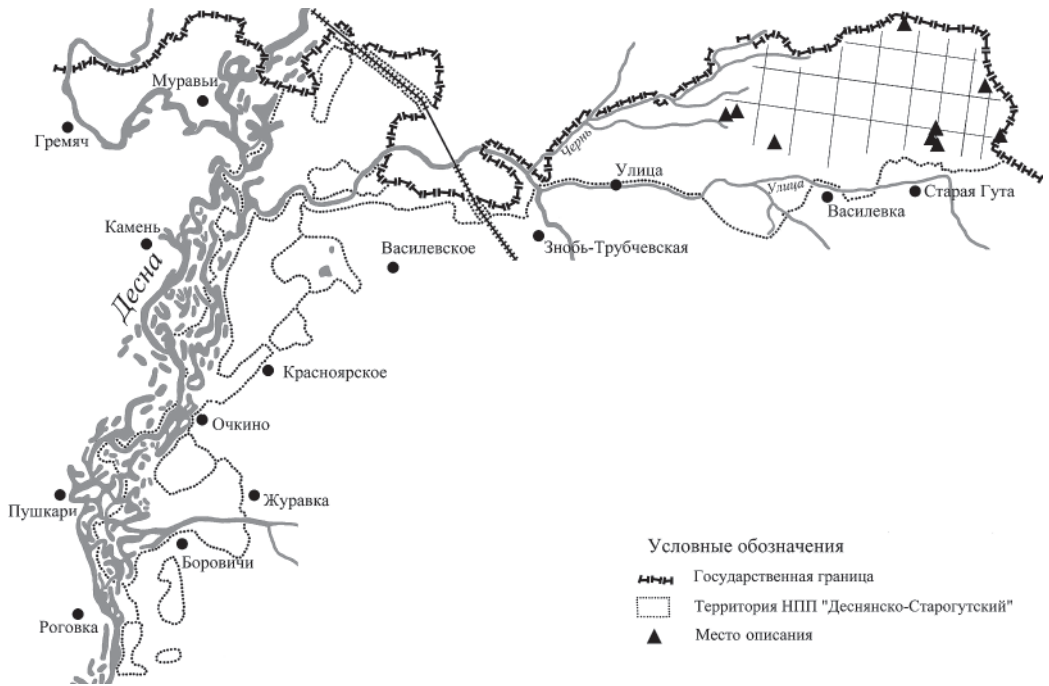 Муравьи
Гремяч
Чернь
Улица
Улица
Старая Гута
Василевка
Камень
Василевское
Знобь-Трубчевская
Десна
Красноярское
Очкино
Пушкари
Журавка
Боровичи
Роговка
Условные обозначения
Государственная граница
Территория НПП "Деснянско-Старогутский"
Место описания